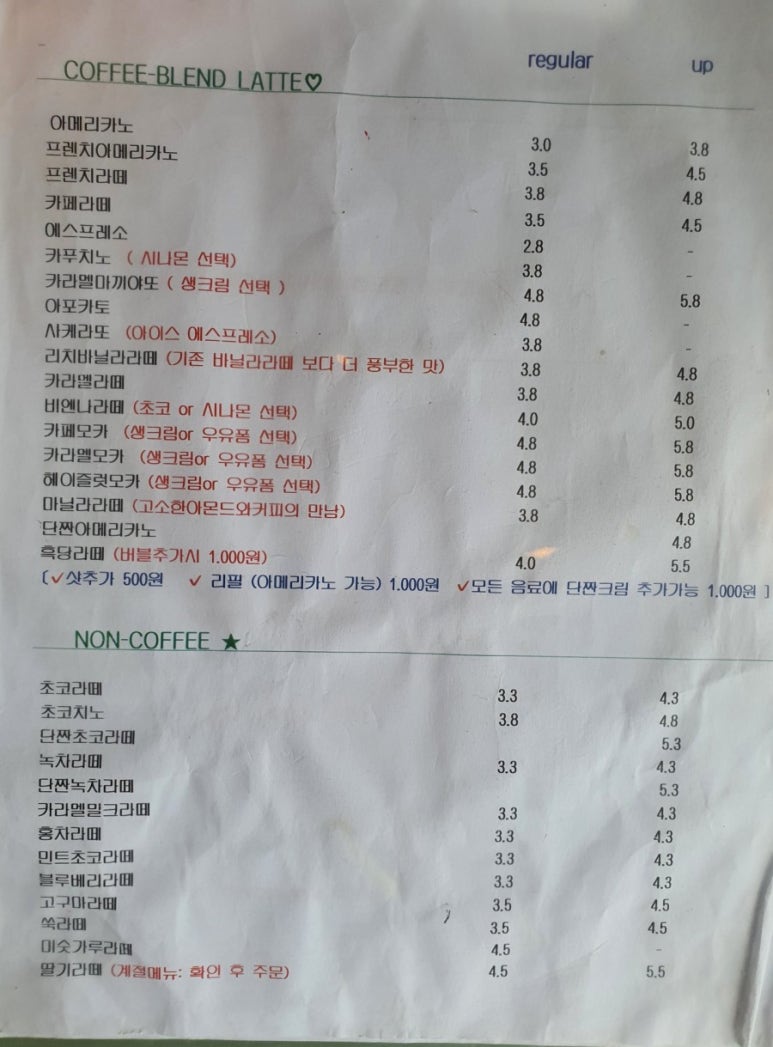 COFFEE-BLEND LATTE♡ regular up
아메리카노 3.0 3.8
프렌치아메리카노 3.5 4.5
프렌치라떼 3.8 4.8
카페라떼 3.5 4.5
에스프레소 2.8 -
카푸치노 ( 시나몬 선택) 3.8 -
카라멜마끼야또 ( 생크림 선택 ) 4.8 5.8
아포카토 4.8 -
사케라또 (아이스 에스프레소) 3.8 -
리치바닐라라떼 (기존 바닐라라떼 보다 더 풍부한 맛) 3.8 4.8
카라멜라떼 3.8 4.8
비엔나라떼 (초코 or 시나몬 선택) 4.0 5.0
카페모카 (생크림or 우유폼 선택) 4.8 5.8
카라멜모카 (생크림or 우유폼 선택) 4.8 5.8
헤이즐럿모카 (생크림or 우유폼 선택) 4.8 5.8
마닐라라떼 (고소한아몬드와커피의 만남) 3.8 4.8
단짠아메리카노 4.8
흑당라떼 (버블추가시 1.000원) 4.0 5.5
[✓샷추가 500원 ✓ 리필 (아메리카노 가능) 1.000원 ✓모든 음료에 단짠크림 추가가능 1.000원 ]
NON-COFFEE ★
초코라떼 3.3 4.3
초코치노 3.8 4.8
단짠초코라떼 5.3
녹차라떼 3.3 4.3
단짠녹차라떼 5.3
카라멜밀크라떼 3.3 4.3
홍차라떼 3.3 4.3
민트초코라떼 3.3 4.3
블루베리라떼 3.3 4.3
고구마라떼 3.5 4.5
쑥라떼 3.5 4.5
미숫가루라떼 4.5 -
딸기라떼 (계절메뉴: 확인 후 주문) 4.5 5.5